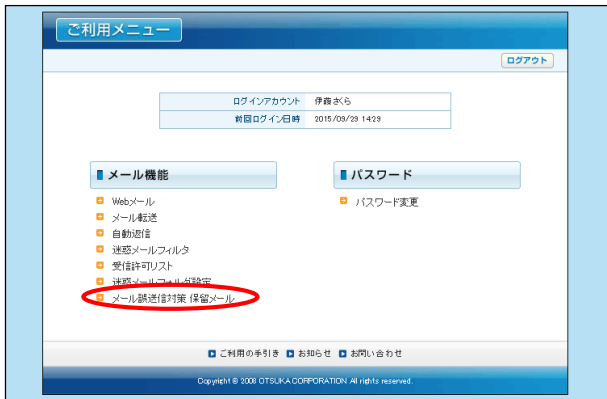 ご利用メニュー
ログアウト
ログインアカウント 伊藤さくら
前回ログイン日時 2015/09/29 14:29
メール機能
Webメール
メール転送
自動返信
迷惑メールフィルタ
受信許可リスト
迷惑メールフォルダ設定
メール誤送信対策 保留メール
パスワード
パスワード変更
ご利用の手引き お知らせ お問い合わせ
Copyright © 2008 OTSUKA CORPORATION All rights reserved.